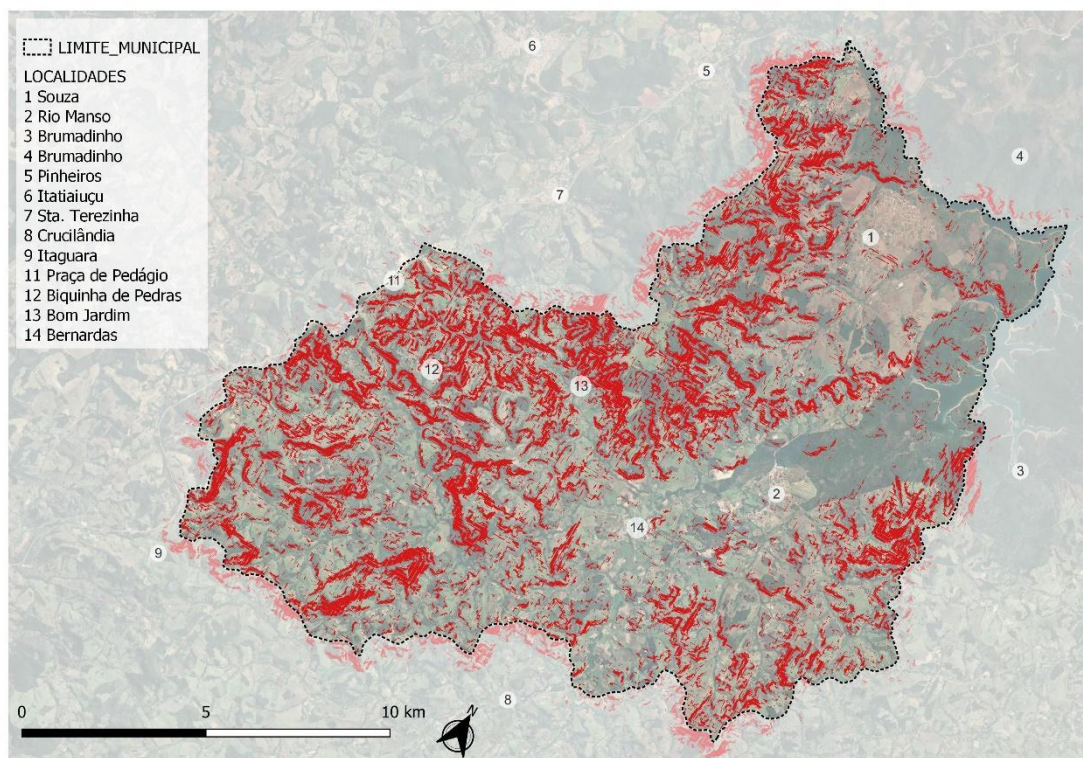 LIMITE_MUNICIPAL
LOCALIDADES
1 Souza
2 Rio Manso
3 Brumadinho
4 Brumadinho
5 Pinheiros
6 Itatiaiuçu
7 Sta. Terezinha
8 Crucilândia
9 Itaguara
11 Praça de Pedágio
12 Biquinha de Pedras
13 Bom Jardim
14 Bernardas
6
5
4
7
1
11
12
13
3
2
14
9
8
0 5 10 km
N